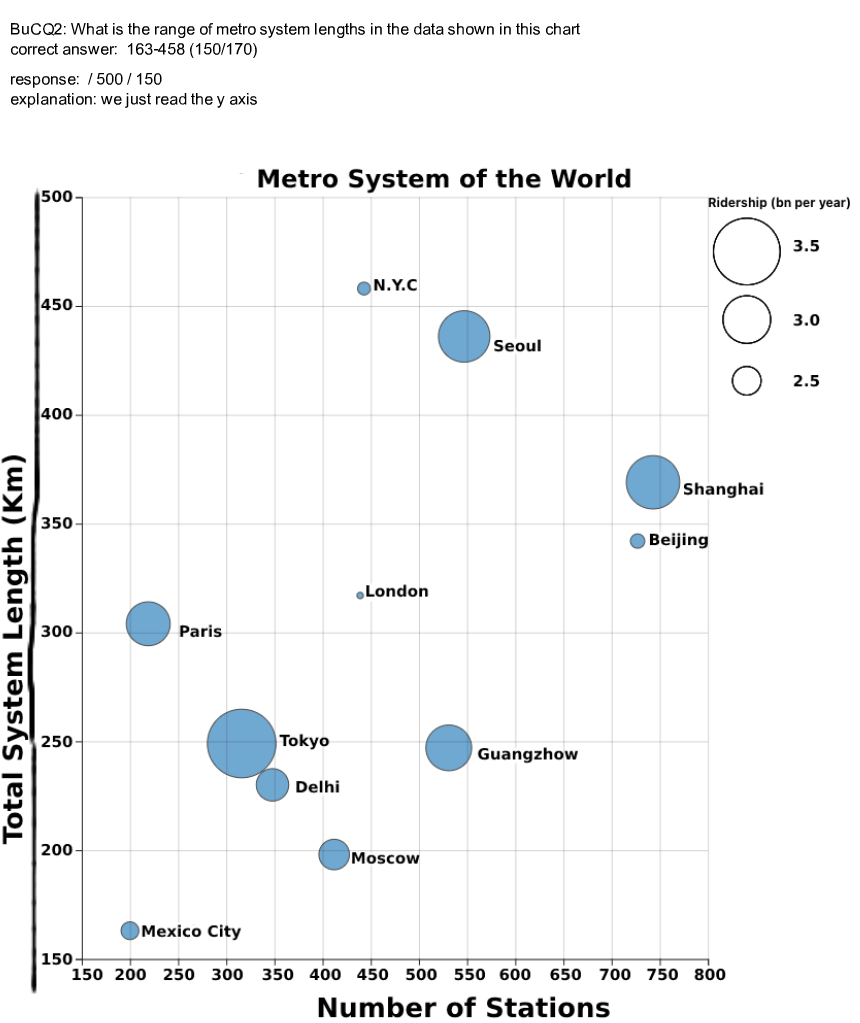 BuCQ2: What is the range of metro system lengths in the data shown in this chart
correct answer:  163-458 (150/170)
response:  / 500 / 150
explanation: we just read the y axis
Metro System of the World
Ridership (bn per year)
3.5
3.0
2.5
Total System Length (Km)
500
450
400
350
300
250
200
150
N.Y.C
Seoul
Shanghai
Beijing
London
Paris
Tokyo
Guangzhow
Delhi
Moscow
Mexico City
150 200 250 300 350 400 450 500 550 600 650 700 750 800
Number of Stations